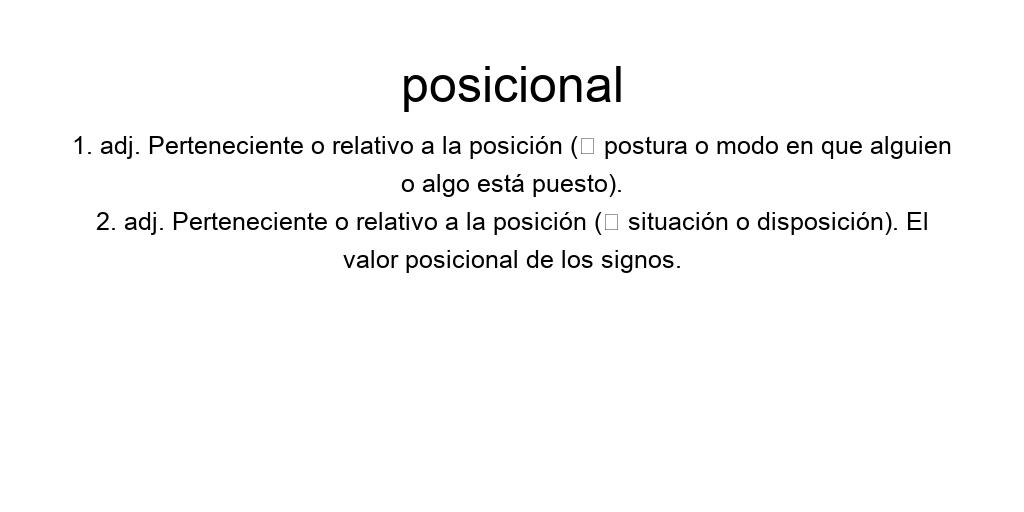 posicional
1. adj. Perteneciente o relativo a la posición (□ postura o modo en que alguien
o algo está puesto).
2. adj. Perteneciente o relativo a la posición (□ situación o disposición). El
valor posicional de los signos.